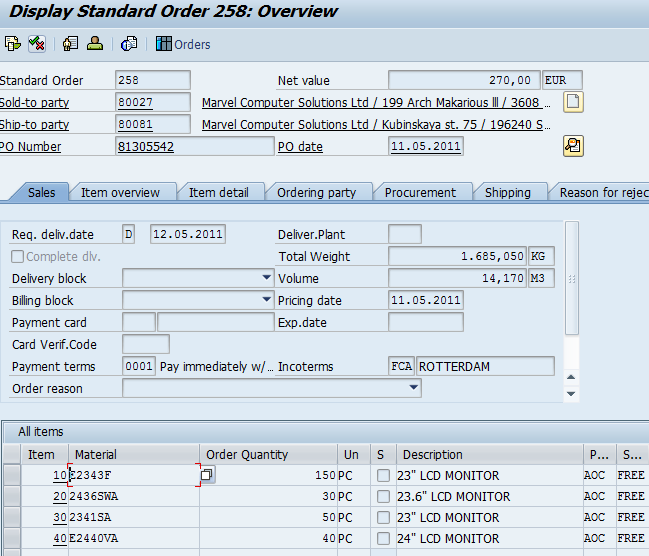 Display Standard Order 258: Overview
Orders
Standard Order 258 Net value 270,00 EUR
Sold-to party 80027 Marvel Computer Solutions Ltd / 199 Arch Makarious lll / 3608 ...
Ship-to party 80081 Marvel Computer Solutions Ltd / Kubinskaya st. 75 / 196240 S...
PO Number 81305542 PO date 11.05.2011
Sales Item overview Item detail Ordering party Procurement Shipping Reason for rejec
Req. deliv.date D 12.05.2011 Deliver.Plant
Complete dlv. Total Weight 1.685,050 KG
Delivery block Volume 14,170 M3
Billing block Pricing date 11.05.2011
Payment card Exp.date
Card Verif.Code
Payment terms 0001 Pay immediately w/... Incoterms FCA ROTTERDAM
Order reason
All items
Item Material Order Quantity Un S Description P... S...
10 E2343F 150 PC 23" LCD MONITOR AOC FREE
20 2436SWA 30 PC 23.6" LCD MONITOR AOC FREE
30 2341SA 50 PC 23" LCD MONITOR AOC FREE
40 E2440VA 40 PC 24" LCD MONITOR AOC FREE